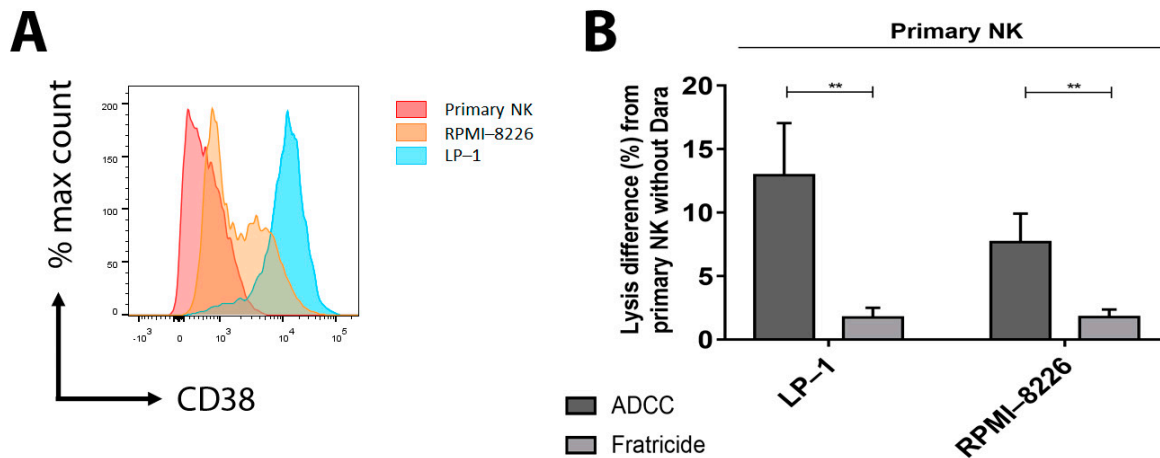 A
% max count
200
150
100
50
0
-10³ 0 10³ 10⁴ 10⁵
CD38
Primary NK
RPMI–8226
LP–1
B
Primary NK
Lysis difference (%) from
primary NK without Dara
20
15
10
5
0
** **
LP–1
RPMI–8226
ADCC
Fratricide